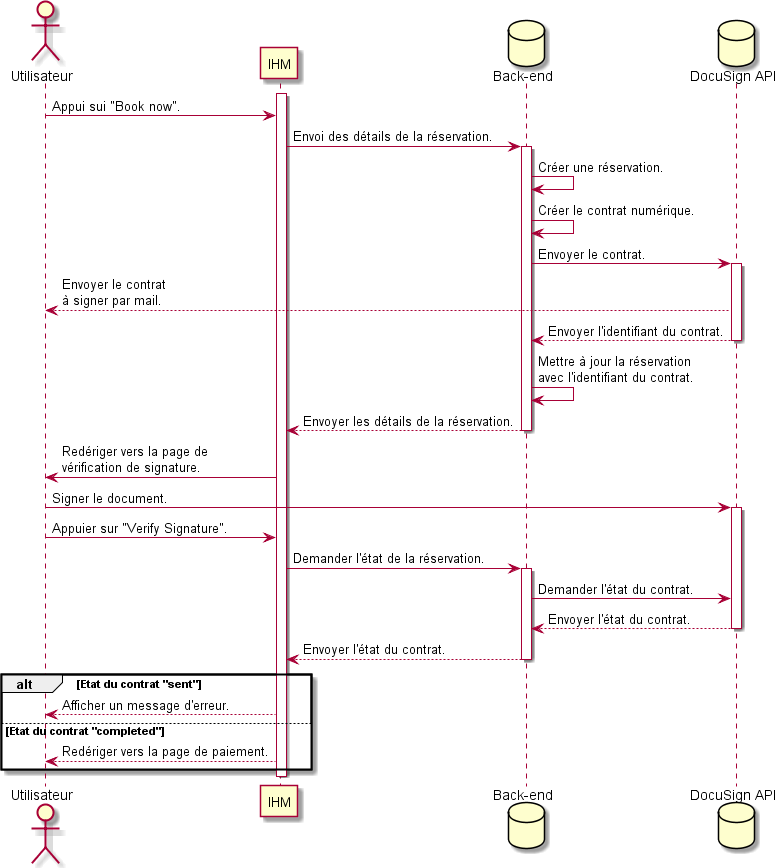 Utilisateur
IHM
Back-end
DocuSign API
Appui sui "Book now".
Envoi des détails de la réservation.
Créer une réservation.
Créer le contrat numérique.
Envoyer le contrat.
Envoyer le contrat
à signer par mail.
Envoyer l'identifiant du contrat.
Mettre à jour la réservation
avec l'identifiant du contrat.
Envoyer les détails de la réservation.
Redériger vers la page de
vérification de signature.
Signer le document.
Appuier sur "Verify Signature".
Demander l'état de la réservation.
Demander l'état du contrat.
Envoyer l'état du contrat.
Envoyer l'état du contrat.
alt
[Etat du contrat "sent"]
Afficher un message d'erreur.
[Etat du contrat "completed"]
Redériger vers la page de paiement.
Utilisateur
IHM
Back-end
DocuSign API